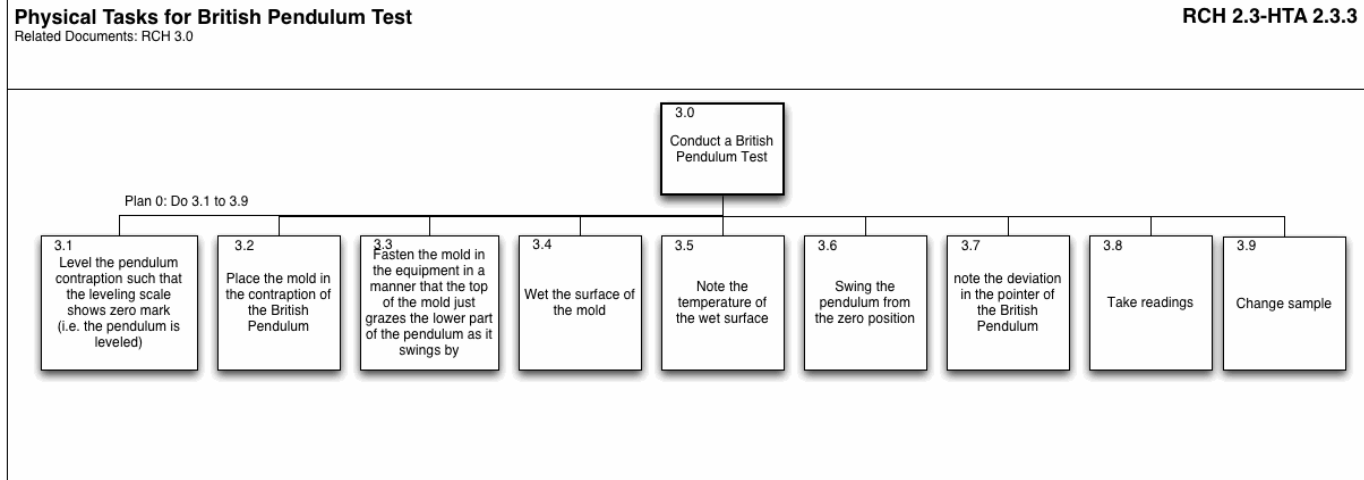 Physical Tasks for British Pendulum Test
RCH 2.3-HTA 2.3.3
Related Documents: RCH 3.0
3.0
Conduct a British
Pendulum Test
Plan 0: Do 3.1 to 3.9
3.1
Level the pendulum
contraption such that
the leveling scale
shows zero mark
(i.e. the pendulum is
leveled)
3.2
Place the mold in
the contraption of
the British
Pendulum
3.3
Fasten the mold in
the equipment in a
manner that the top
of the mold just
grazes the lower part
of the pendulum as it
swings by
3.4
Wet the surface of
the mold
3.5
Note the
temperature of
the wet surface
3.6
Swing the
pendulum from
the zero position
3.7
note the deviation
in the pointer of
the British
Pendulum
3.8
Take readings
3.9
Change sample